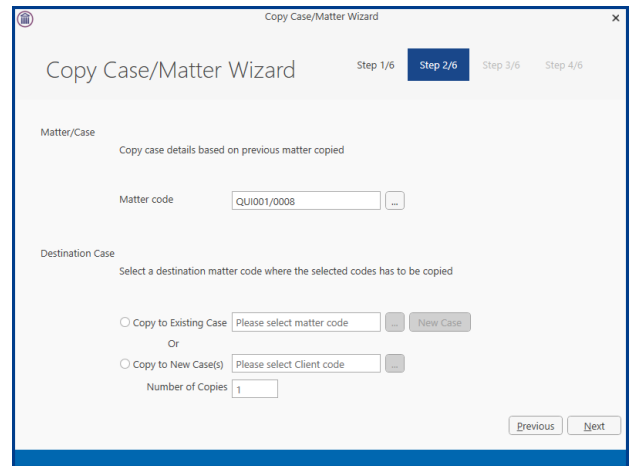 Copy Case/Matter Wizard
Copy Case/Matter Wizard
Step 1/6 Step 2/6 Step 3/6 Step 4/6
Matter/Case
Copy case details based on previous matter copied
Matter code QUI001/0008 ...
Destination Case
Select a destination matter code where the selected codes has to be copied
Copy to Existing Case Please select matter code ... New Case
Or
Copy to New Case(s) Please select Client code ...
Number of Copies 1
Previous Next